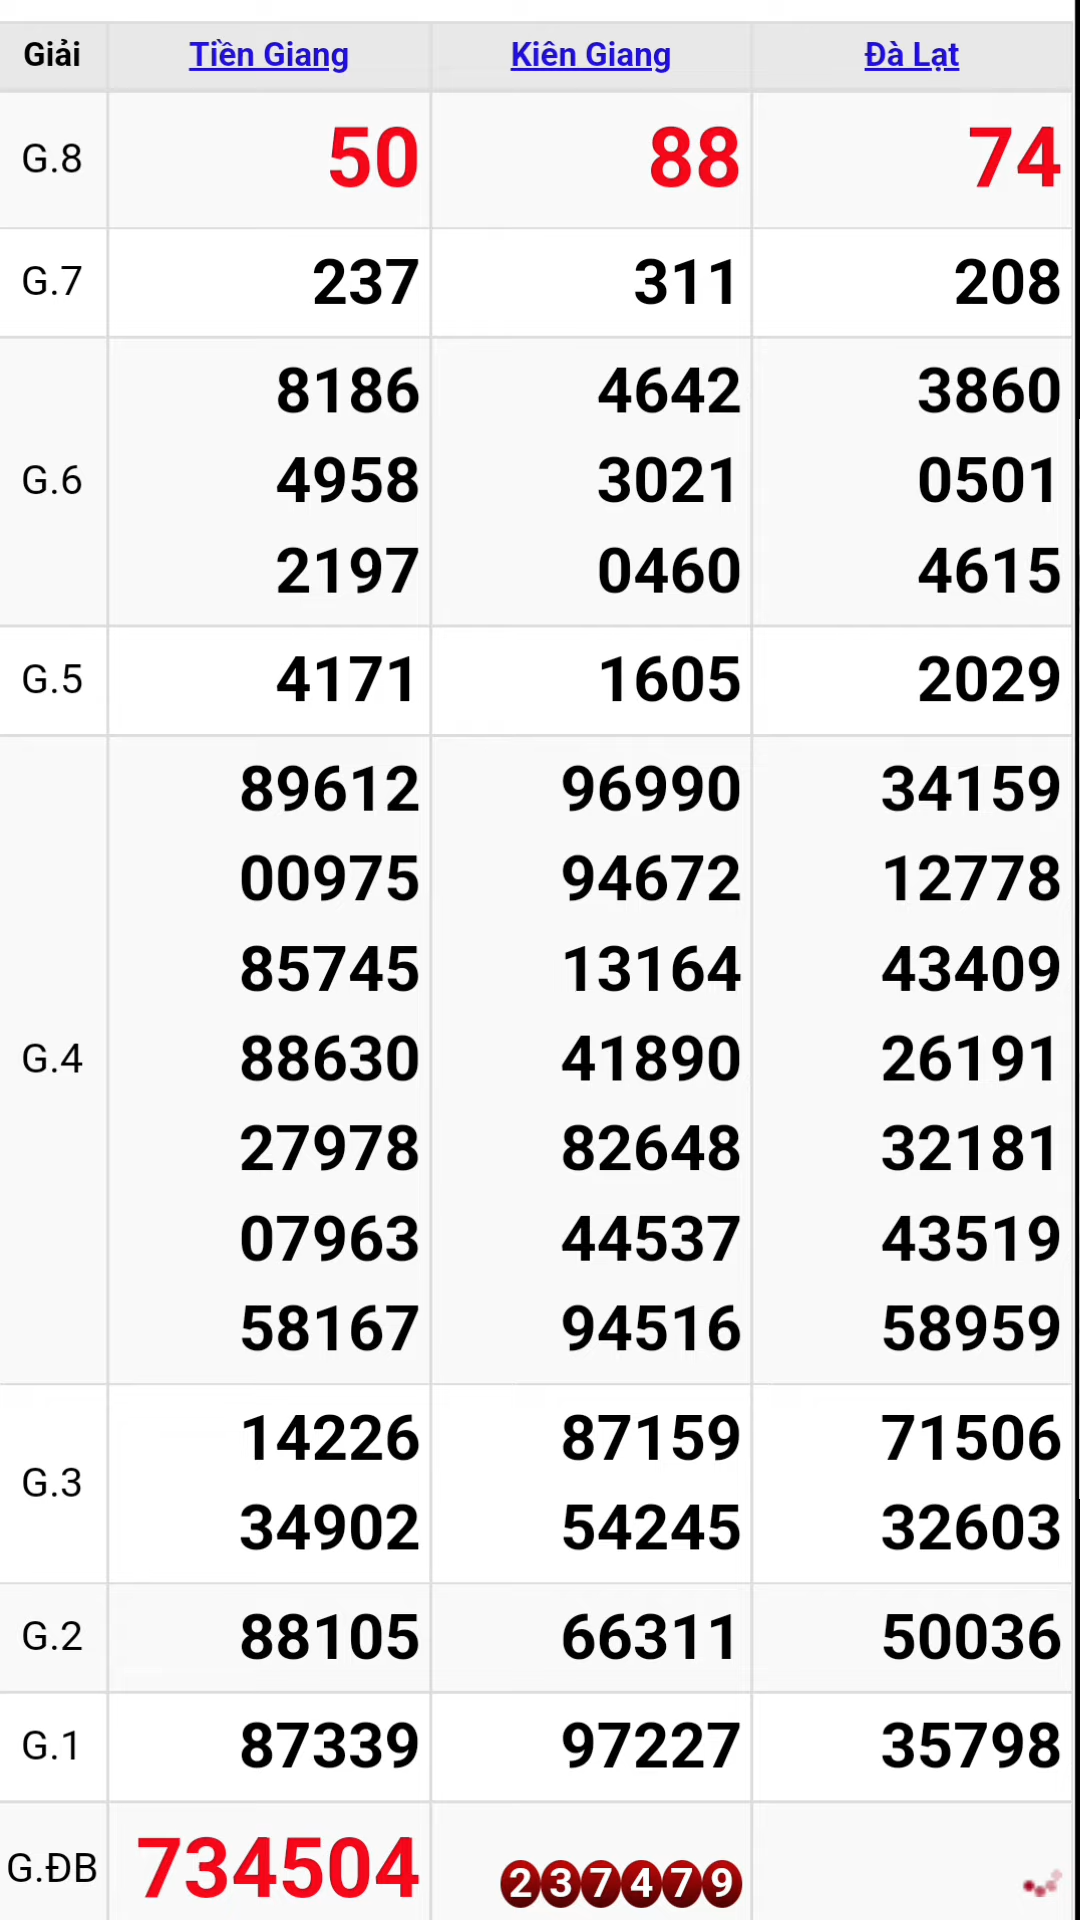 Giải Tiền Giang Kiên Giang Đà Lạt
G.8 50 88 74
G.7 237 311 208
8186 4642 3860
G.6 4958 3021 0501
2197 0460 4615
G.5 4171 1605 2029
89612 96990 34159
00975 94672 12778
85745 13164 43409
G.4 88630 41890 26191
27978 82648 32181
07963 44537 43519
58167 94516 58959
14226 87159 71506
G.3
34902 54245 32603
G.2 88105 66311 50036
G.1 87339 97227 35798
G.ĐB 734504 237479